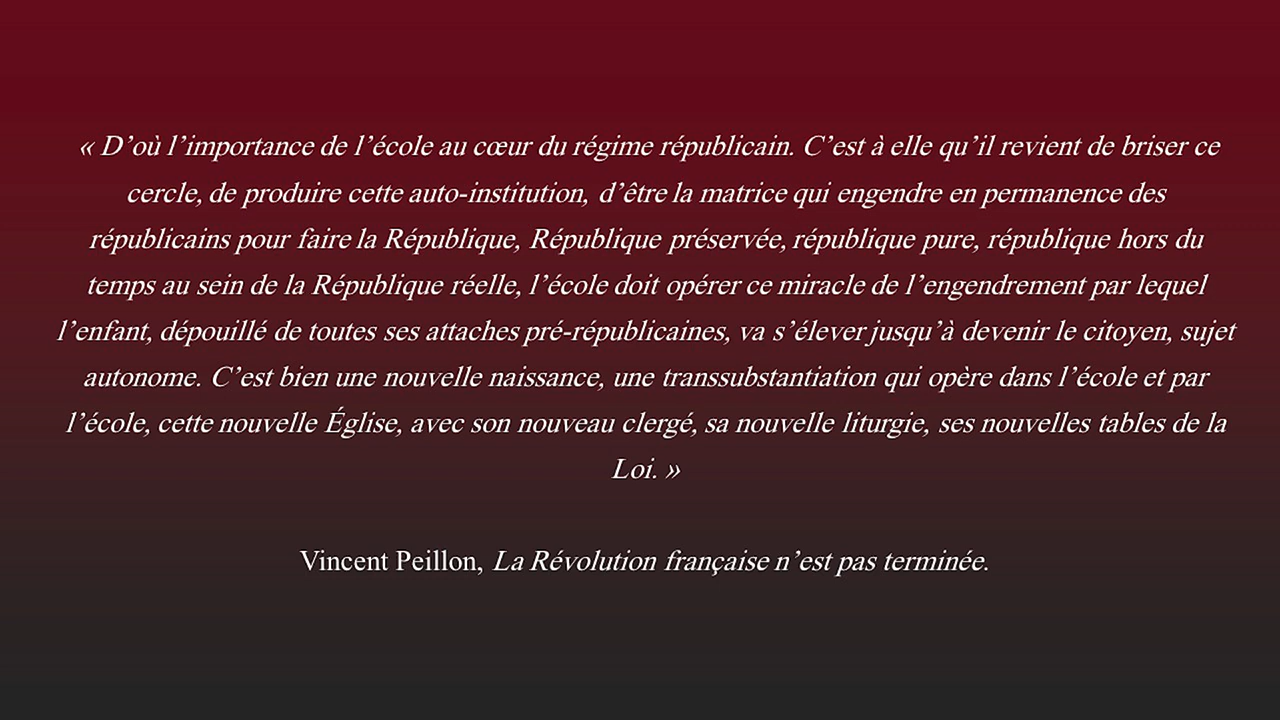 « D’où l’importance de l’école au cœur du régime républicain. C’est à elle qu’il revient de briser ce
cercle, de produire cette auto-institution, d’être la matrice qui engendre en permanence des
républicains pour faire la République, République préservée, république pure, république hors du
temps au sein de la République réelle, l’école doit opérer ce miracle de l’engendrement par lequel
l’enfant, dépouillé de toutes ses attaches pré-républicaines, va s’élever jusqu’à devenir le citoyen, sujet
autonome. C’est bien une nouvelle naissance, une transsubstantiation qui opère dans l’école et par
l’école, cette nouvelle Église, avec son nouveau clergé, sa nouvelle liturgie, ses nouvelles tables de la
Loi. »
Vincent Peillon, La Révolution française n’est pas terminée.